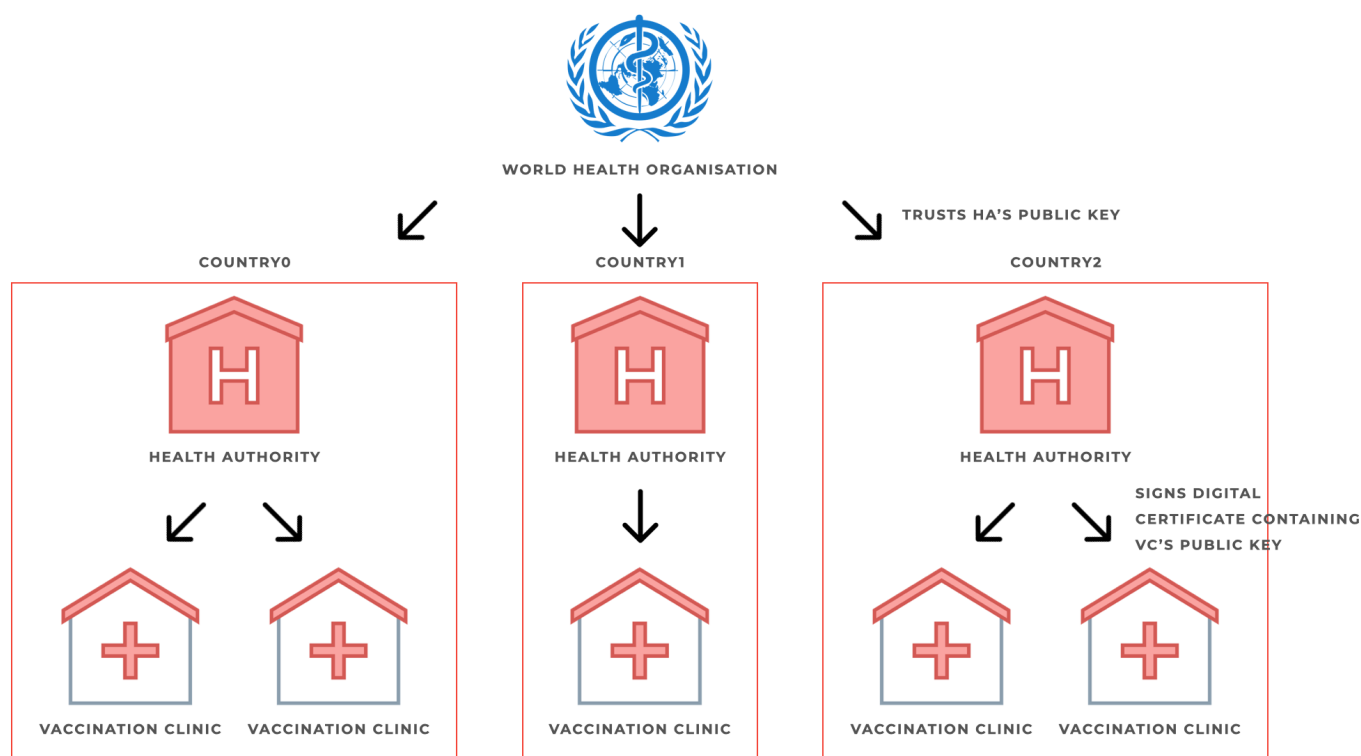 WORLD HEALTH ORGANISATION
TRUSTS HA'S PUBLIC KEY
COUNTRY0
COUNTRY1
COUNTRY2
H
H
H
HEALTH AUTHORITY
HEALTH AUTHORITY
HEALTH AUTHORITY
SIGNS DIGITAL
CERTIFICATE CONTAINING
VC'S PUBLIC KEY
VACCINATION CLINIC
VACCINATION CLINIC
VACCINATION CLINIC
VACCINATION CLINIC
VACCINATION CLINIC